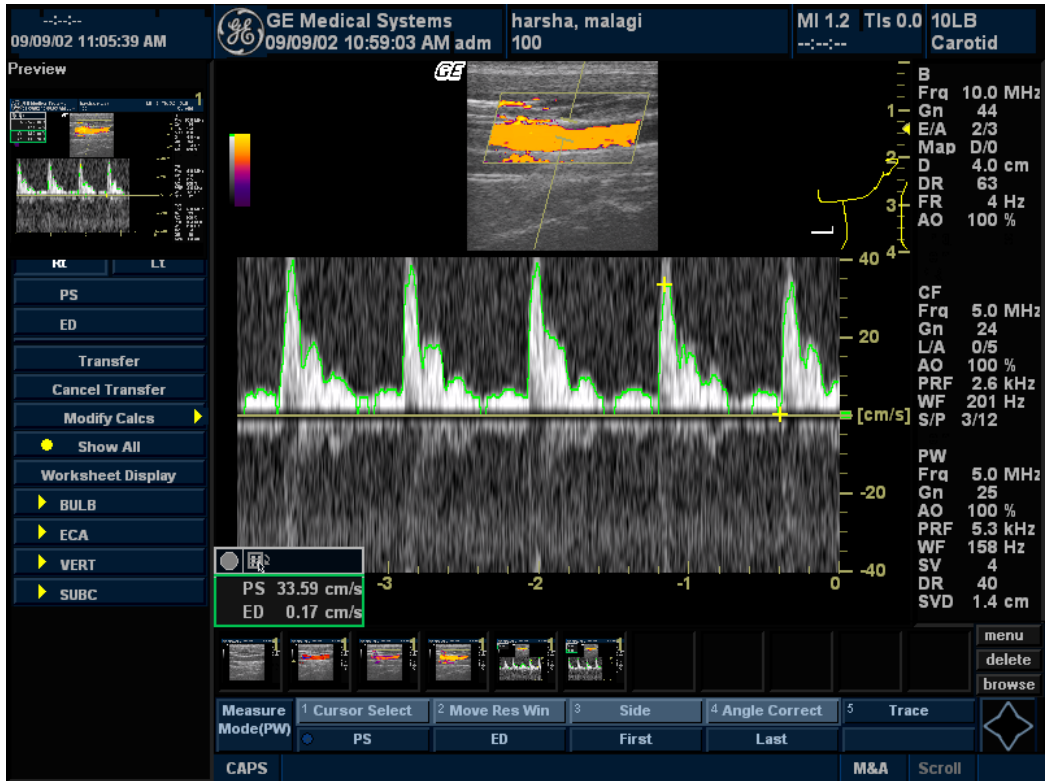 --:--:--
09/09/02 11:05:39 AM
GE
GE Medical Systems
09/09/02 10:59:03 AM adm
harsha, malagi
100
MI 1.2 TIs 0.0
--:--:--
10LB
Carotid
Preview
1
Rt Lt
PS
ED
Transfer
Cancel Transfer
Modify Calcs
Show All
Worksheet Display
BULB
ECA
VERT
SUBC
GE
1
2
3
4
40
20
[cm/s]
-20
-40
-3 -2 -1 0
PS 33.59 cm/s
ED 0.17 cm/s
B
Frq 10.0 MHz
Gn 44
E/A 2/3
Map D/0
D 4.0 cm
DR 63
FR 4 Hz
AO 100 %
CF
Frq 5.0 MHz
Gn 24
L/A 0/5
AO 100 %
PRF 2.6 kHz
WF 201 Hz
S/P 3/12
PW
Frq 5.0 MHz
Gn 25
AO 100 %
PRF 5.3 kHz
WF 158 Hz
SV 4
DR 40
SVD 1.4 cm
menu
delete
browse
Measure
Mode(PW)
1 Cursor Select
2 Move Res Win
3 Side
4 Angle Correct
5 Trace
PS
ED
First
Last
CAPS
M&A
Scroll